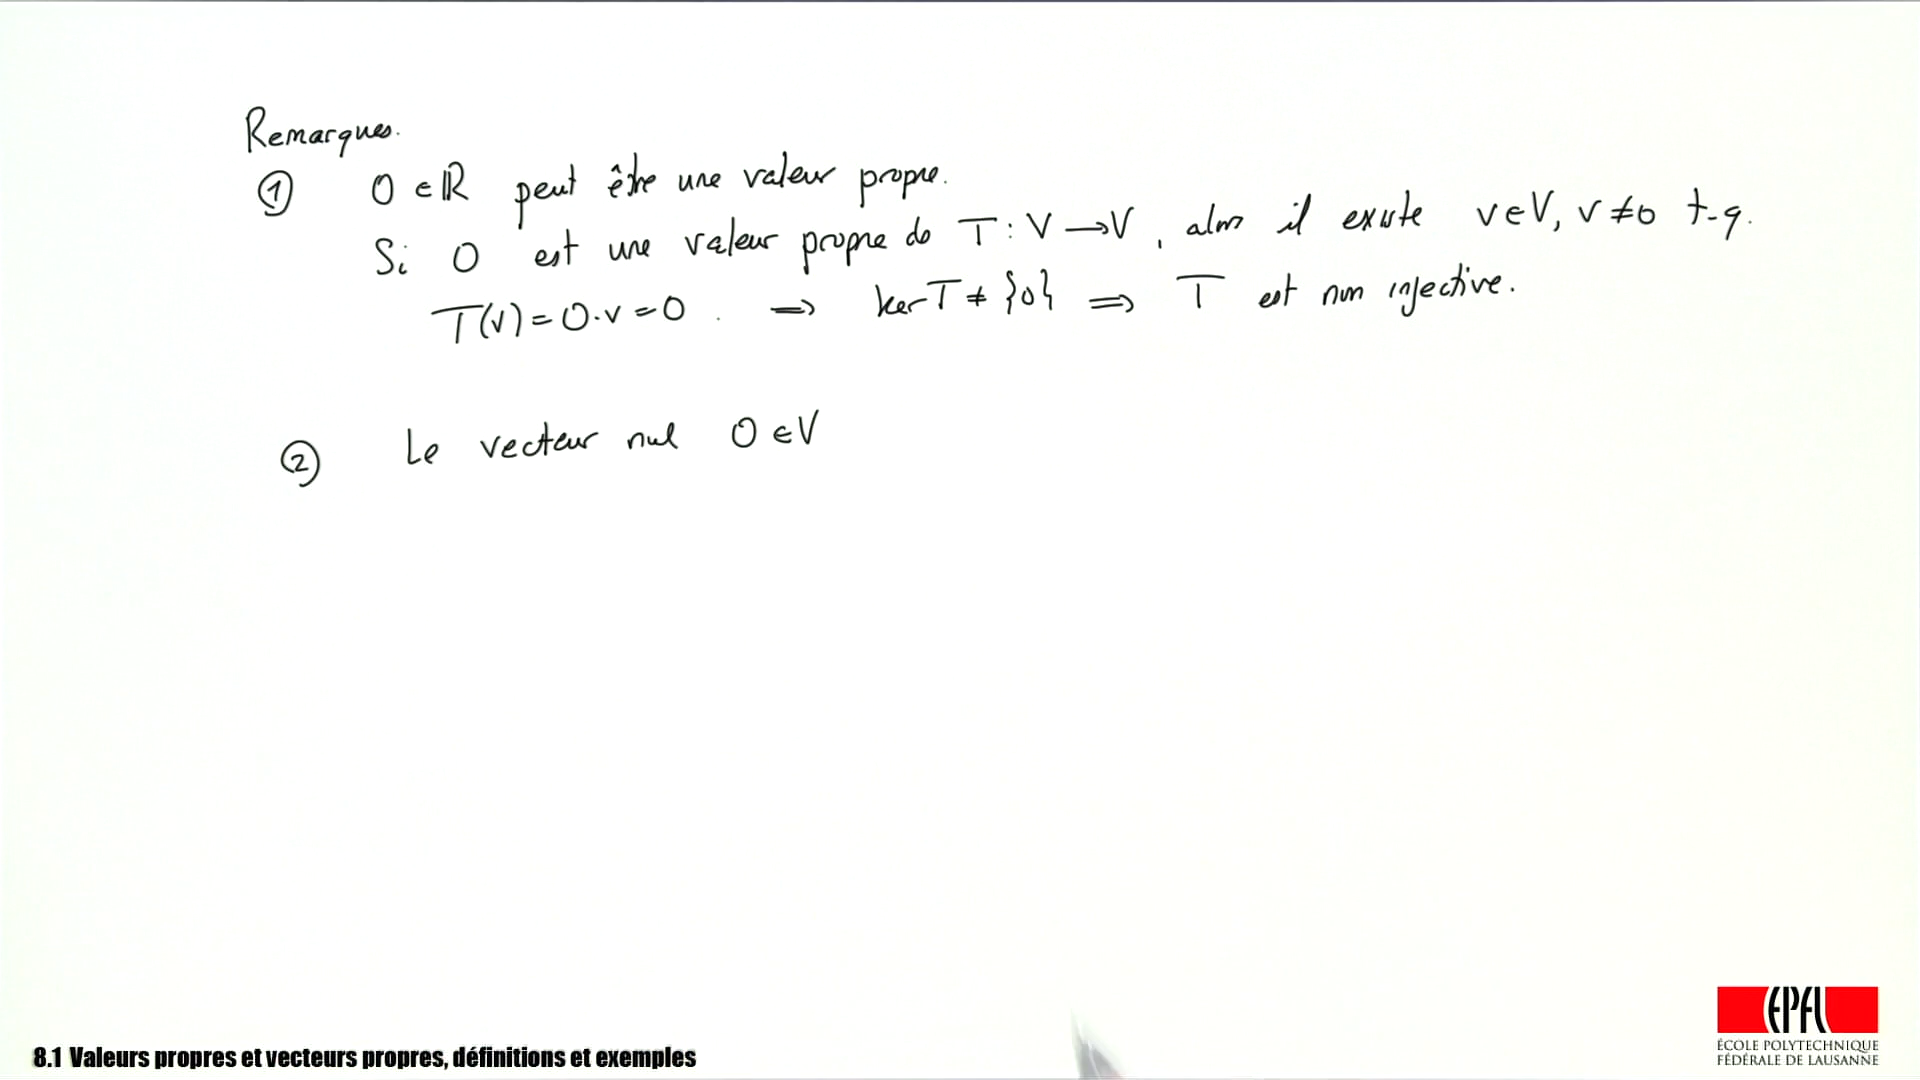 Remarques.
① 0 ∈ ℝ peut être une valeur propre.
Si 0 est une valeur propre de T : V → V, alors il existe v ∈ V, v ≠ 0 t.q.
T(v) = 0·v = 0. ⇒ ker T ≠ {0} ⇒ T est non injective.
② Le vecteur nul 0 ∈ V
8.1 Valeurs propres et vecteurs propres, définitions et exemples
EPFL
ÉCOLE POLYTECHNIQUE
FÉDÉRALE DE LAUSANNE